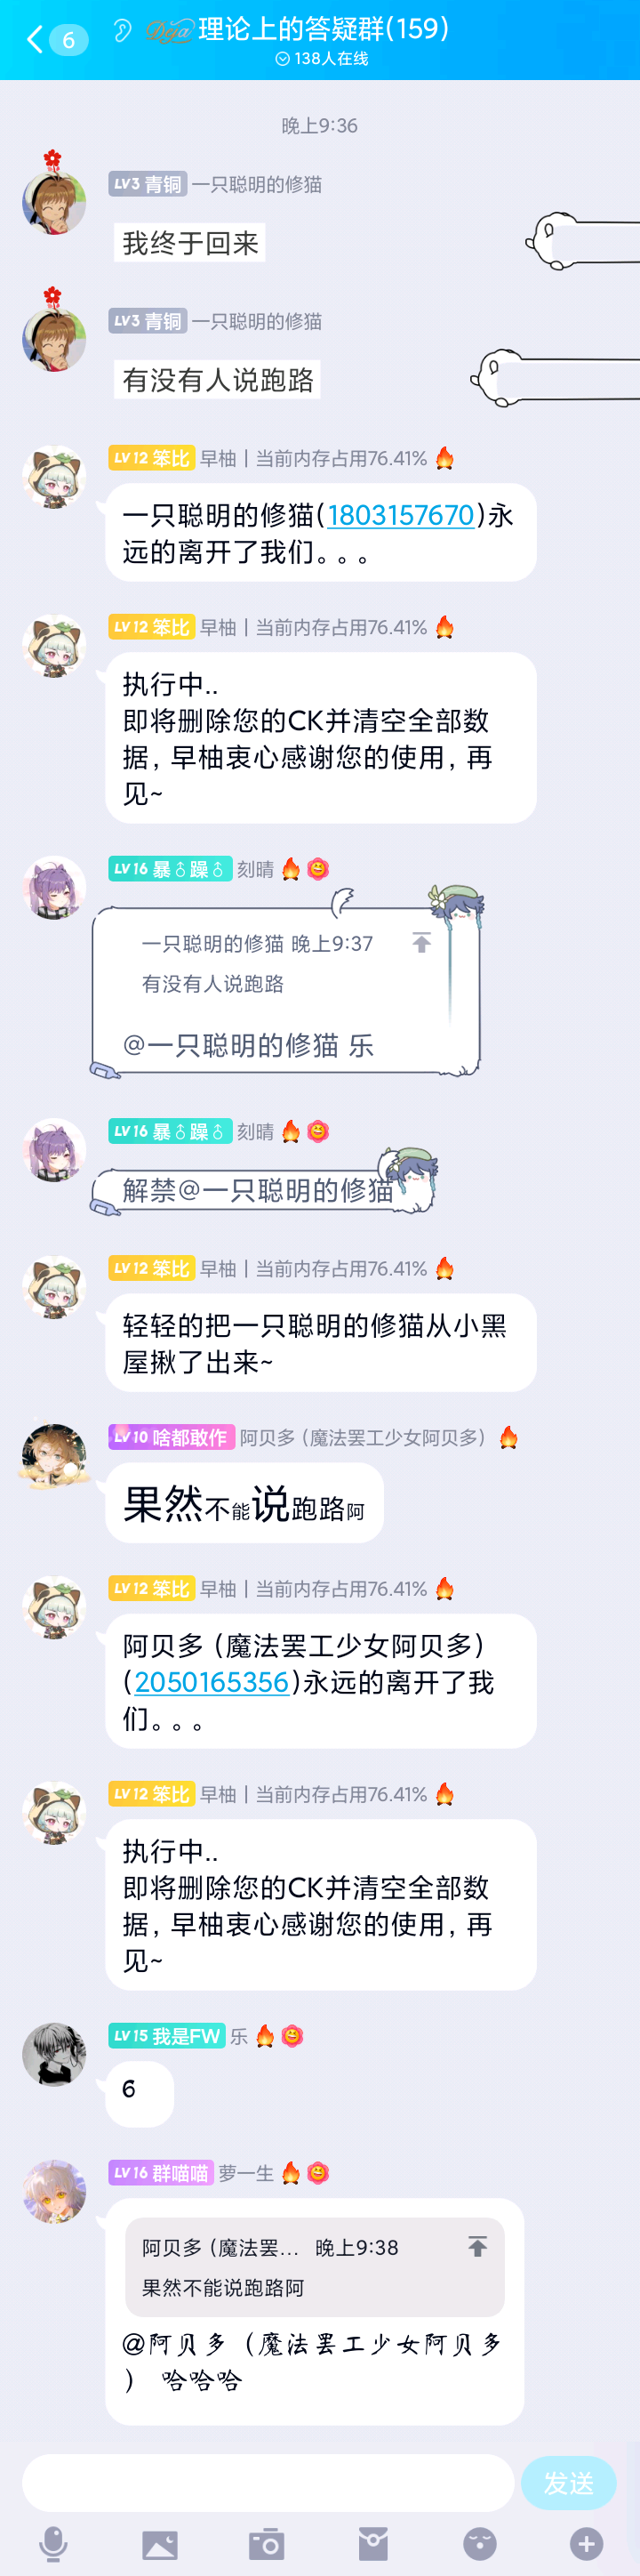 6
Deja 理论上的答疑群(159)
138人在线
晚上9:36
LV3 青铜 一只聪明的修猫
我终于回来
LV3 青铜 一只聪明的修猫
有没有人说跑路
LV12 笨比 早柚丨当前内存占用76.41%
一只聪明的修猫(1803157670)永
远的离开了我们。。。
LV12 笨比 早柚丨当前内存占用76.41%
执行中..
即将删除您的CK并清空全部数
据，早柚衷心感谢您的使用，再
见~
LV16 暴♂躁♂ 刻晴
一只聪明的修猫 晚上9:37
有没有人说跑路
@一只聪明的修猫 乐
LV16 暴♂躁♂ 刻晴
解禁@一只聪明的修猫
LV12 笨比 早柚丨当前内存占用76.41%
轻轻的把一只聪明的修猫从小黑
屋揪了出来~
LV10 啥都敢作 阿贝多（魔法罢工少女阿贝多）
果然不能说跑路阿
LV12 笨比 早柚丨当前内存占用76.41%
阿贝多（魔法罢工少女阿贝多）
(2050165356)永远的离开了我
们。。。
LV12 笨比 早柚丨当前内存占用76.41%
执行中..
即将删除您的CK并清空全部数
据，早柚衷心感谢您的使用，再
见~
LV15 我是FW 乐
6
LV16 群喵喵 萝一生
阿贝多（魔法罢... 晚上9:38
果然不能说跑路阿
@阿贝多（魔法罢工少女阿贝多
） 哈哈哈
发送